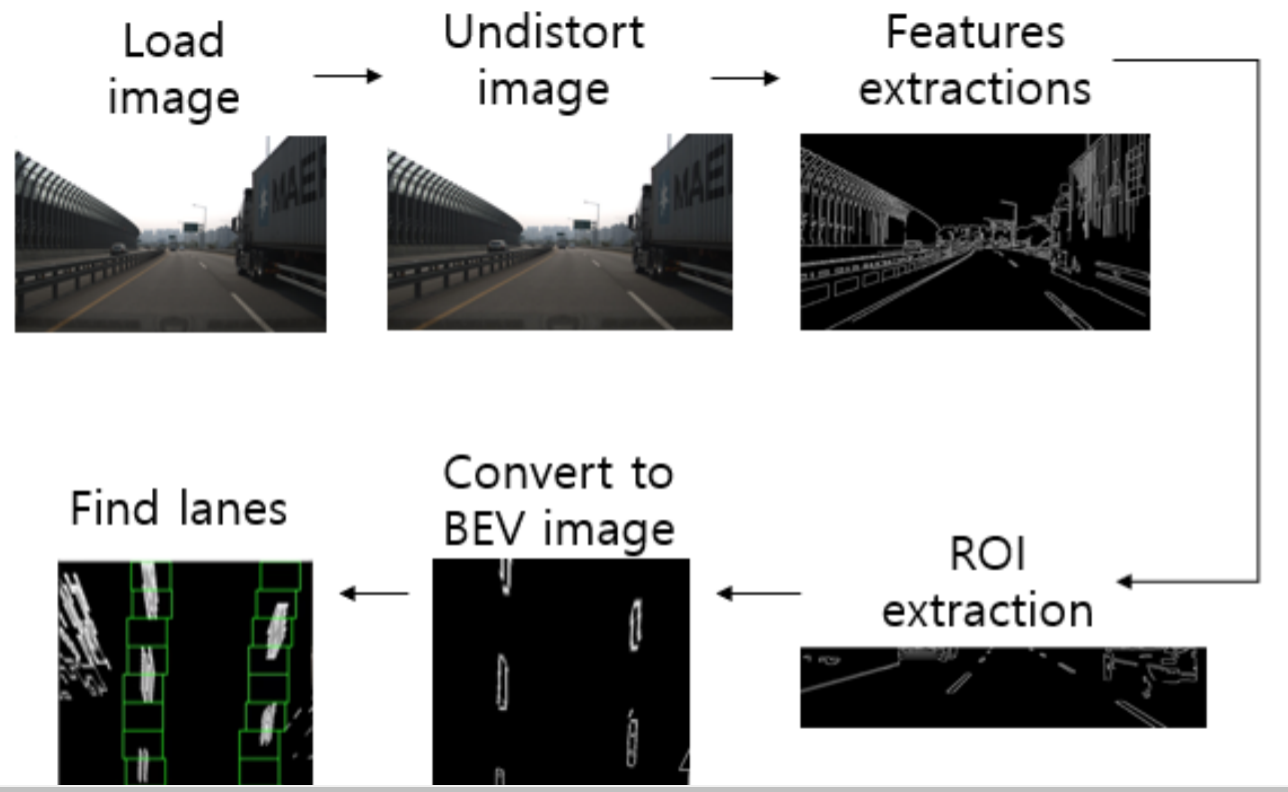 Load
image
Undistort
image
Features
extractions
MAE
MAE
Find lanes
Convert to
BEV image
ROI
extraction